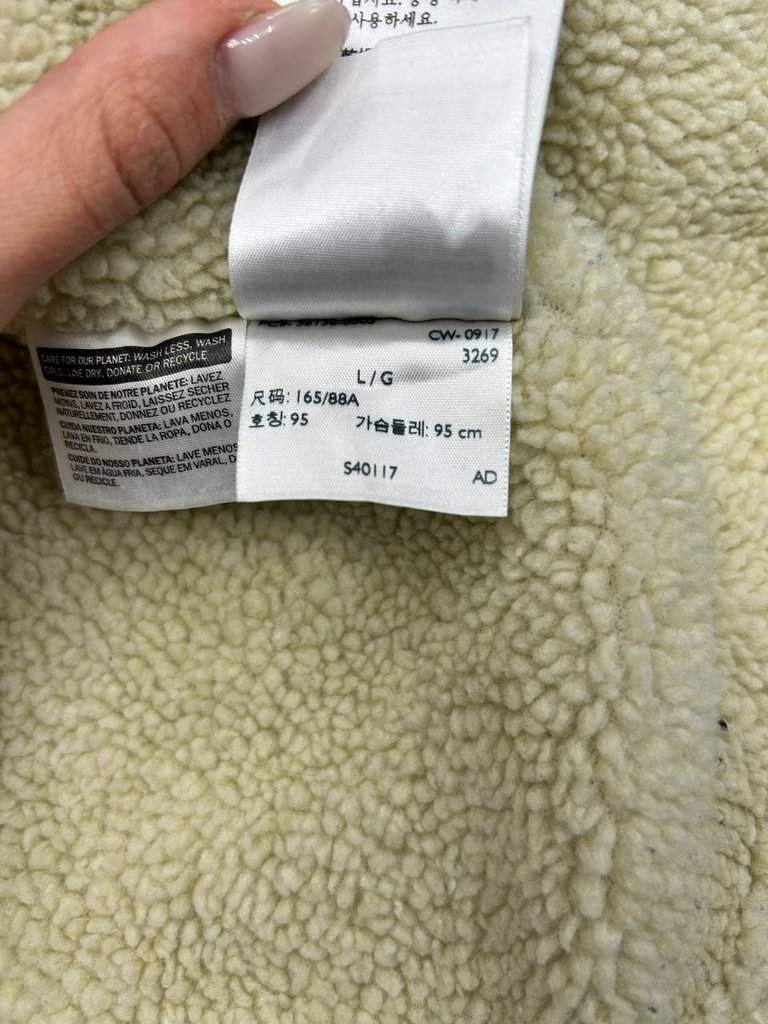 사용하세요.
CARE FOR OUR PLANET: WASH LESS, WASH
COLD, LINE DRY, DONATE OR RECYCLE
PRENEZ SOIN DE NOTRE PLANETE: LAVEZ
MOINS, LAVEZ A FROID, LAISSEZ SECHER
NATURELLEMENT, DONNEZ OU RECYCLEZ
CUIDA NUESTRO PLANETA: LAVA MENOS,
LAVA EN FRIO, TIENDE LA ROPA, DONA O
RECICLA.
CUIDE DO NOSSO PLANETA: LAVE MENOS
LAVE EM AGUA FRIA, SEQUE EM VARAL, D
OU RECICLE.
CW- 0917
3269
L/G
尺码: 165/88A
호칭: 95 가슴둘레: 95 cm
S40117 AD